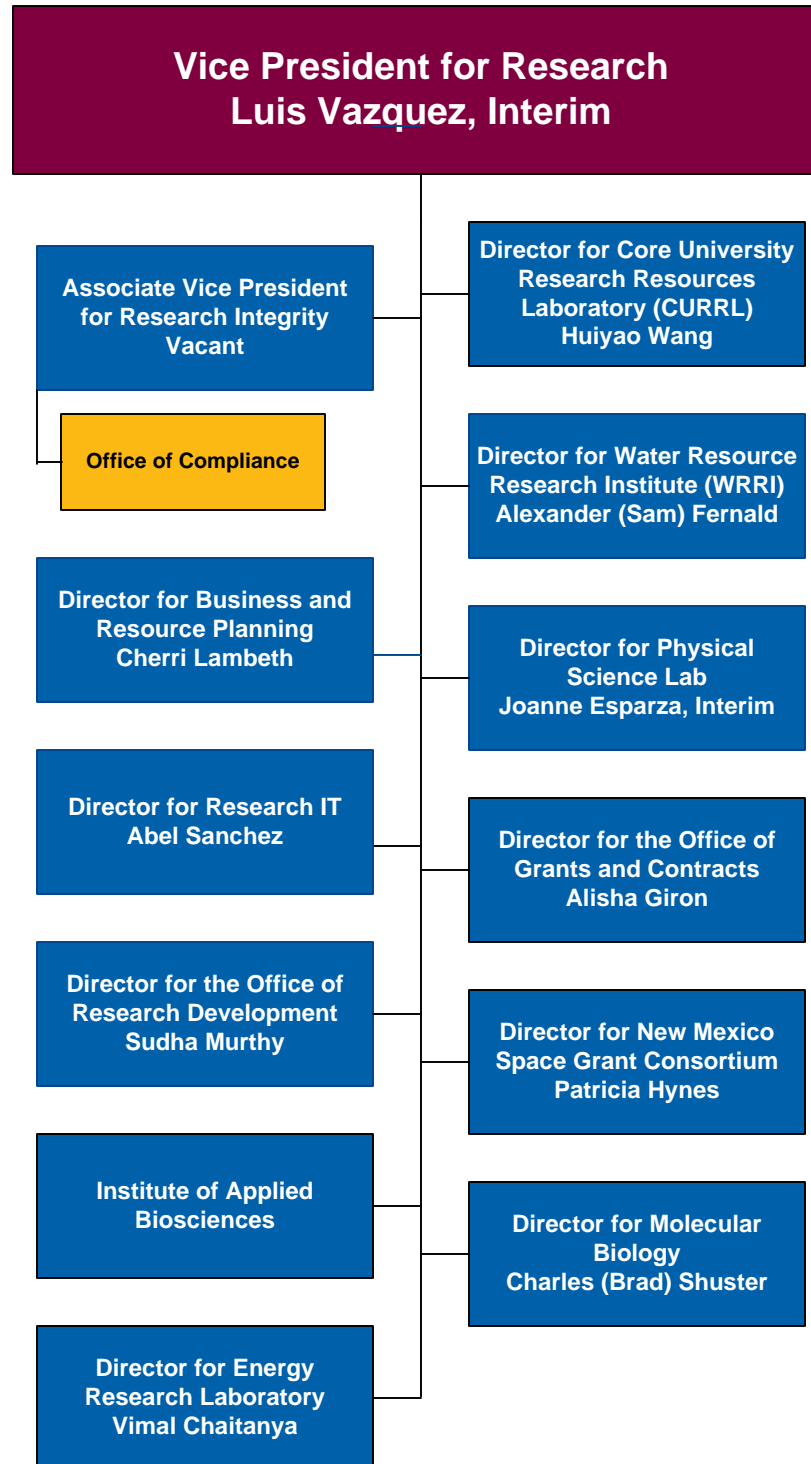 Vice President for Research
Luis Vazquez, Interim
Associate Vice President
for Research Integrity
Vacant
Office of Compliance
Director for Business and
Resource Planning
Cherri Lambeth
Director for Research IT
Abel Sanchez
Director for the Office of
Research Development
Sudha Murthy
Institute of Applied
Biosciences
Director for Energy
Research Laboratory
Vimal Chaitanya
Director for Core University
Research Resources
Laboratory (CURRL)
Huiyao Wang
Director for Water Resource
Research Institute (WRRI)
Alexander (Sam) Fernald
Director for Physical
Science Lab
Joanne Esparza, Interim
Director for the Office of
Grants and Contracts
Alisha Giron
Director for New Mexico
Space Grant Consortium
Patricia Hynes
Director for Molecular
Biology
Charles (Brad) Shuster